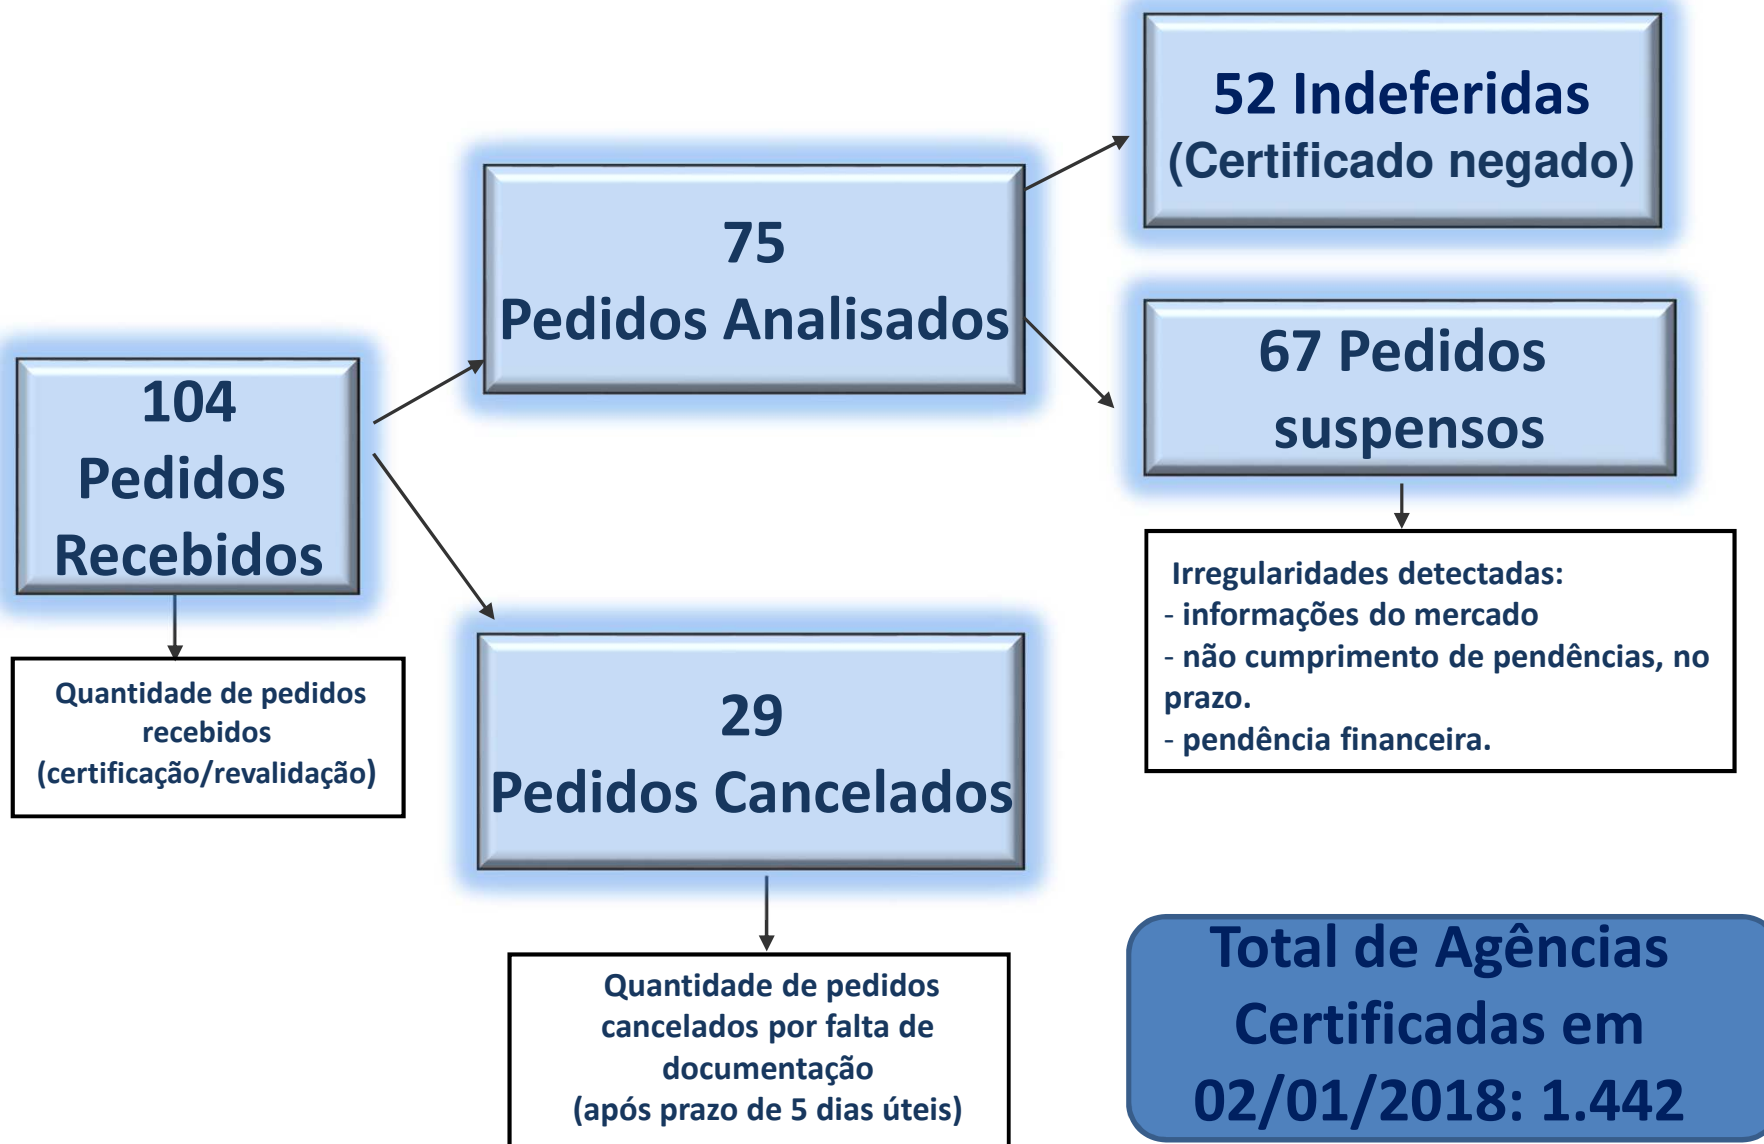 52 Indeferidas
(Certificado negado)
75
Pedidos Analisados
67 Pedidos
suspensos
104
Pedidos
Recebidos
Irregularidades detectadas:
- informações do mercado
- não cumprimento de pendências, no
prazo.
- pendência financeira.
Quantidade de pedidos
recebidos
(certificação/revalidação)
29
Pedidos Cancelados
Quantidade de pedidos
cancelados por falta de
documentação
(após prazo de 5 dias úteis)
Total de Agências
Certificadas em
02/01/2018: 1.442